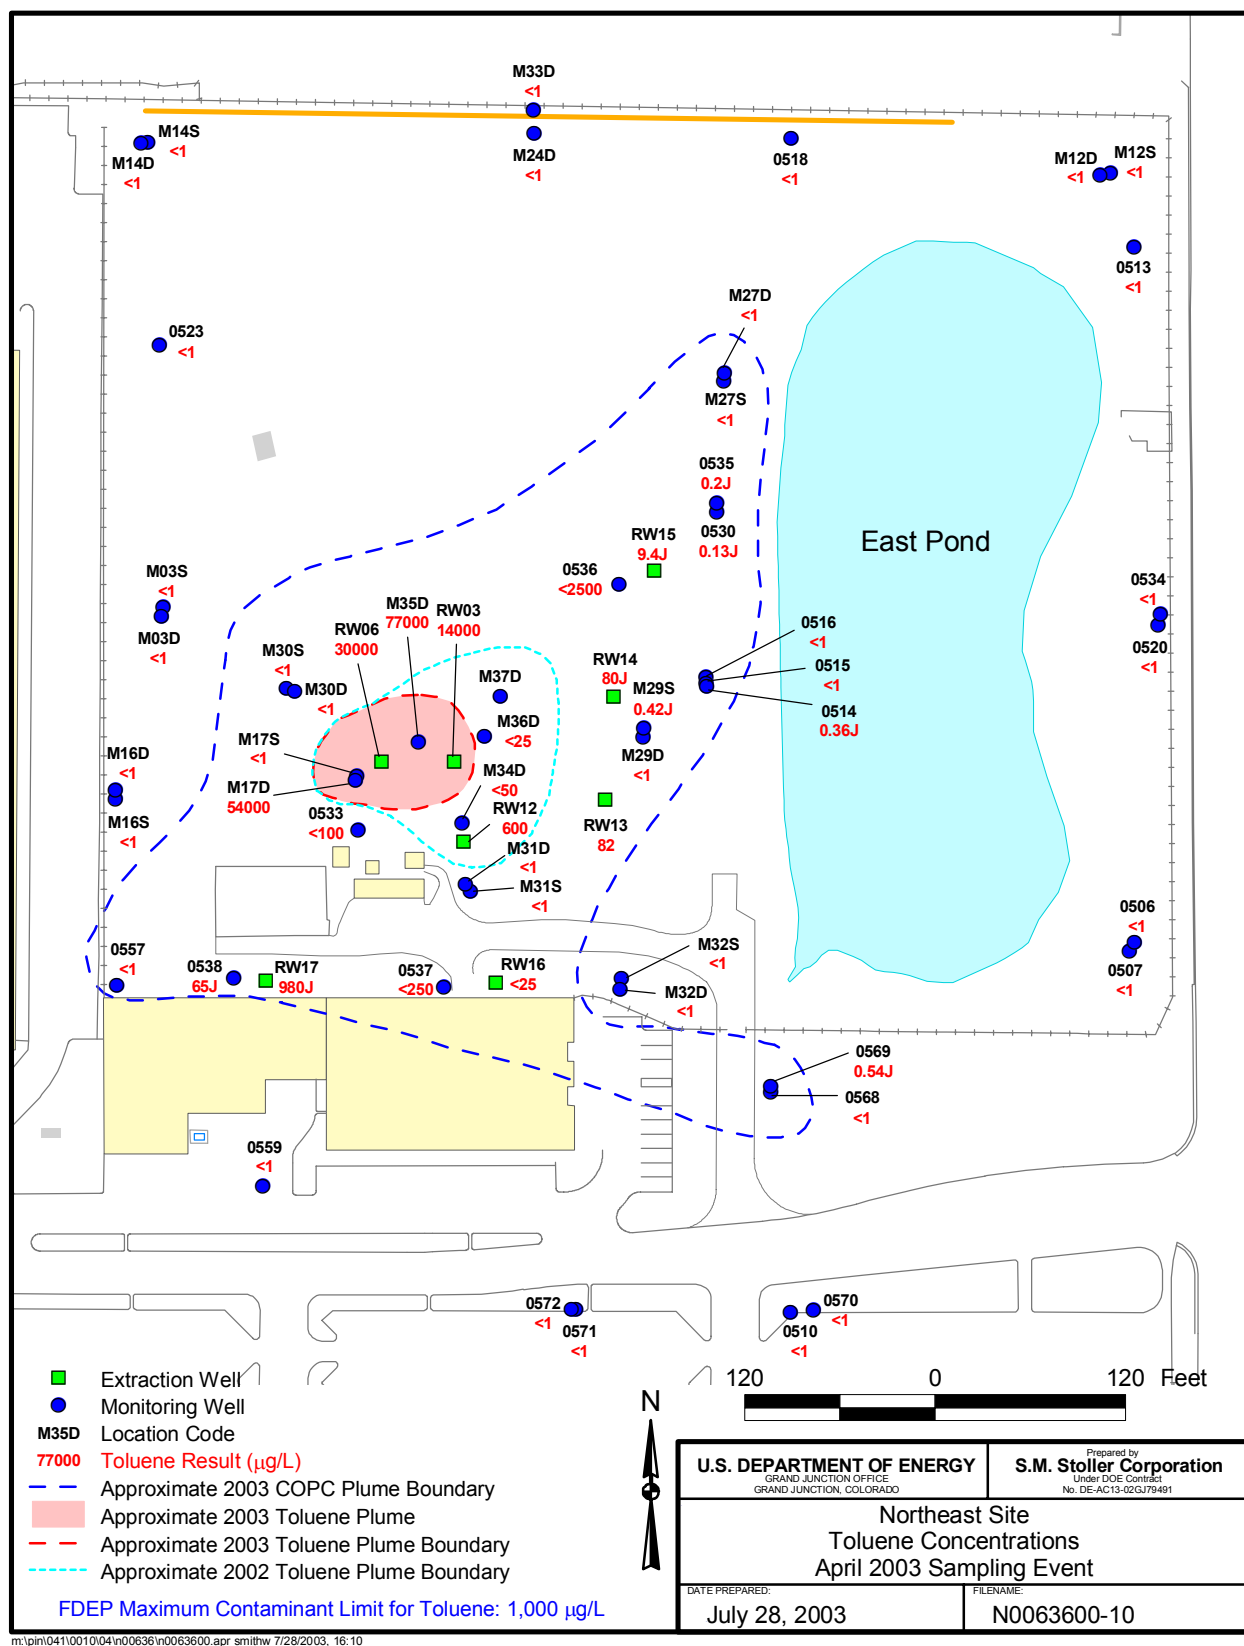 M33D
<1
M14S
<1
M14D
<1
M24D
<1
0518
<1
M12D
<1
M12S
<1
0513
<1
M27D
<1
0523
<1
M27S
<1
0535
0.2J
0530
0.13J
East Pond
RW15
9.4J
0536
<2500
M03S
<1
M03D
<1
0534
<1
0520
<1
M35D
77000
RW03
14000
RW06
30000
0516
<1
0515
<1
0514
0.36J
M30S
<1
M30D
<1
RW14
80J
M37D
M29S
0.42J
M36D
<25
M29D
<1
M17S
<1
M17D
54000
M16D
<1
M16S
<1
M34D
<50
RW12
600
0533
<100
RW13
82
M31D
<1
M31S
<1
0506
<1
0507
<1
M32S
<1
M32D
<1
0557
<1
0538
65J
RW17
980J
0537
<250
RW16
<25
0569
0.54J
0568
<1
0559
<1
0572
<1
0571
<1
0570
<1
0510
<1
120 0 120 Feet
N
Extraction Well
Monitoring Well
M35D Location Code
77000 Toluene Result (µg/L)
Approximate 2003 COPC Plume Boundary
Approximate 2003 Toluene Plume
Approximate 2003 Toluene Plume Boundary
Approximate 2002 Toluene Plume Boundary
FDEP Maximum Contaminant Limit for Toluene: 1,000 µg/L
U.S. DEPARTMENT OF ENERGY
GRAND JUNCTION OFFICE
GRAND JUNCTION, COLORADO
Prepared by
S.M. Stoller Corporation
Under DOE Contract
No. DE-AC13-02GJ79491
Northeast Site
Toluene Concentrations
April 2003 Sampling Event
DATE PREPARED:
July 28, 2003
FILENAME:
N0063600-10
m:\pin\041\0010\04\n00636\n0063600.apr smithw 7/28/2003, 16:10